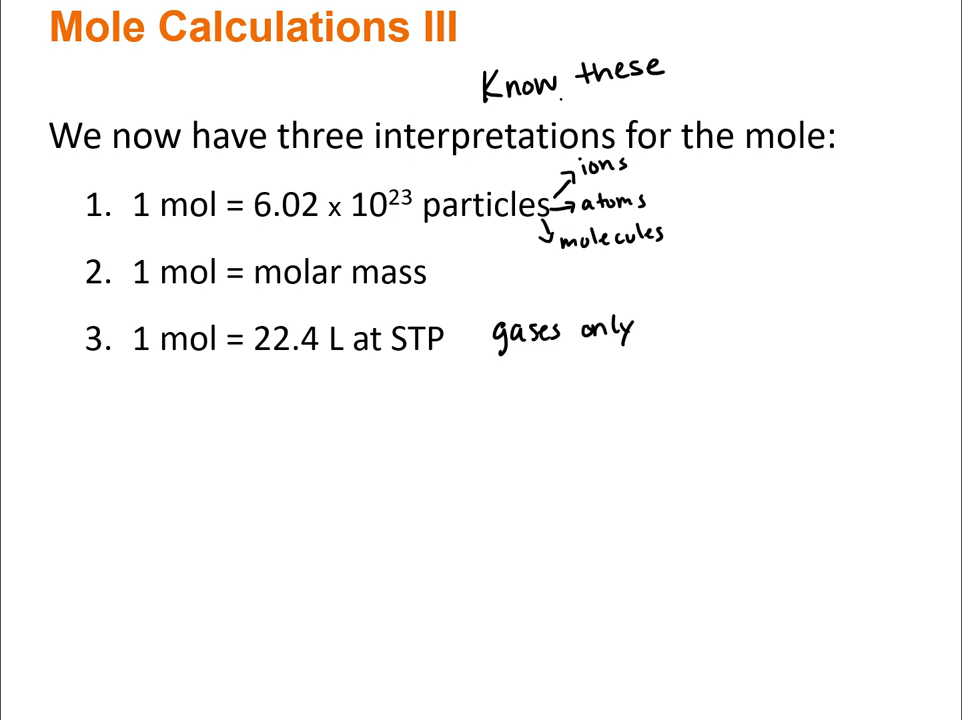 Mole Calculations III
Know these
We now have three interpretations for the mole:
ions
1. 1 mol = 6.02 x 10²³ particles atoms
molecules
2. 1 mol = molar mass
3. 1 mol = 22.4 L at STP gases only